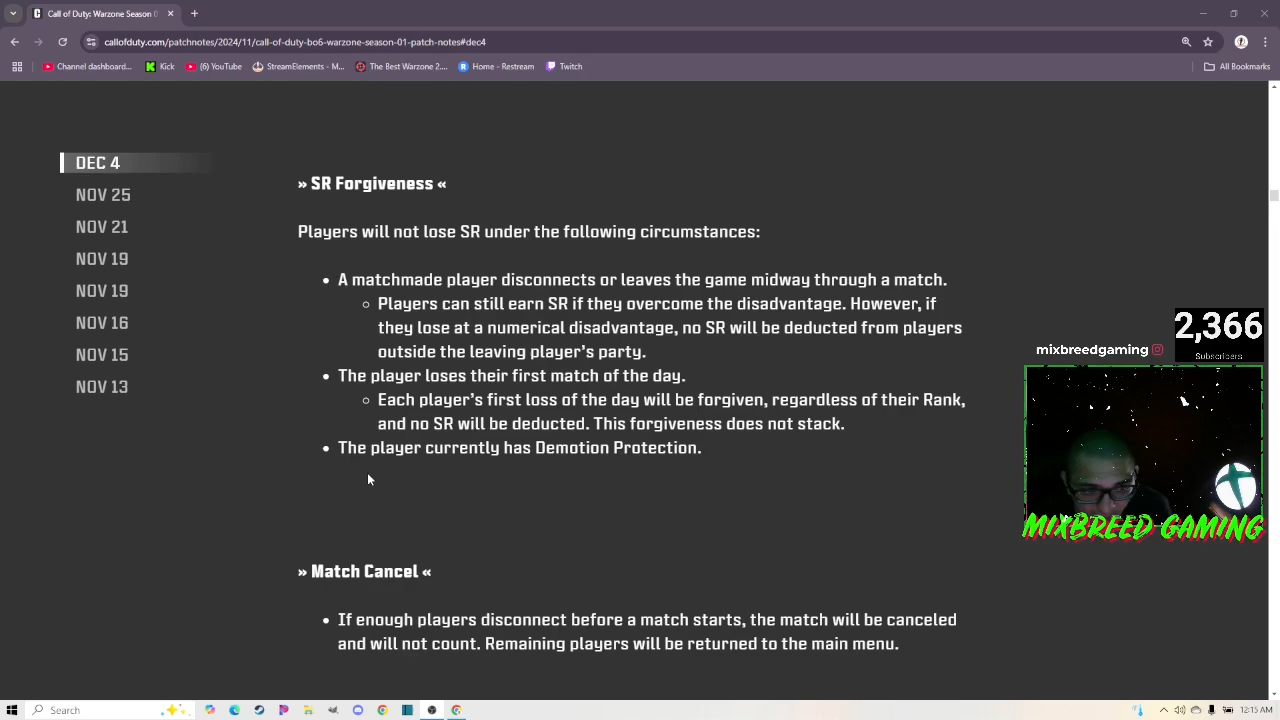 Call of Duty: Warzone Season 0
callofduty.com/patchnotes/2024/11/call-of-duty-bo6-warzone-season-01-patch-notes#dec4
Channel dashboard...
Kick
(6) YouTube
StreamElements - M...
The Best Warzone 2....
Home - Restream
Twitch
All Bookmarks
DEC 4
NOV 25
NOV 21
NOV 19
NOV 19
NOV 16
NOV 15
NOV 13
» SR Forgiveness «
Players will not lose SR under the following circumstances:
• A matchmade player disconnects or leaves the game midway through a match.
◦ Players can still earn SR if they overcome the disadvantage. However, if
they lose at a numerical disadvantage, no SR will be deducted from players
outside the leaving player's party.
• The player loses their first match of the day.
◦ Each player's first loss of the day will be forgiven, regardless of their Rank,
and no SR will be deducted. This forgiveness does not stack.
• The player currently has Demotion Protection.
» Match Cancel «
• If enough players disconnect before a match starts, the match will be canceled
and will not count. Remaining players will be returned to the main menu.
2,366
Subscribers
mixbreedgaming
MIXBREED GAMING
Search
12:15 AM